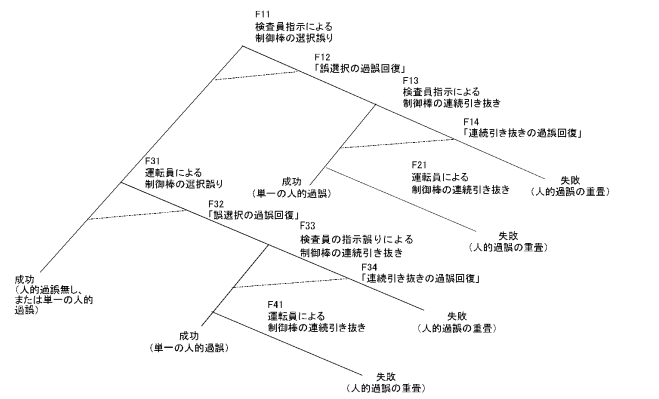 F11
検査員指示による
制御棒の選択誤り
F12
「誤選択の過誤回復」
F13
検査員指示による
制御棒の連続引き抜き
F14
「連続引き抜きの過誤回復」
F31
運転員による
制御棒の選択誤り
成功
(単一の人的過誤)
F21
運転員による
制御棒の連続引き抜き
失敗
(人的過誤の重畳)
F32
「誤選択の過誤回復」
F33
検査員の指示誤りによる
制御棒の連続引き抜き
失敗
(人的過誤の重畳)
F34
「連続引き抜きの過誤回復」
成功
(人的過誤無し、
または単一の人的
過誤)
F41
運転員による
制御棒の連続引き抜き
失敗
(人的過誤の重畳)
成功
(単一の人的過誤)
失敗
(人的過誤の重畳)